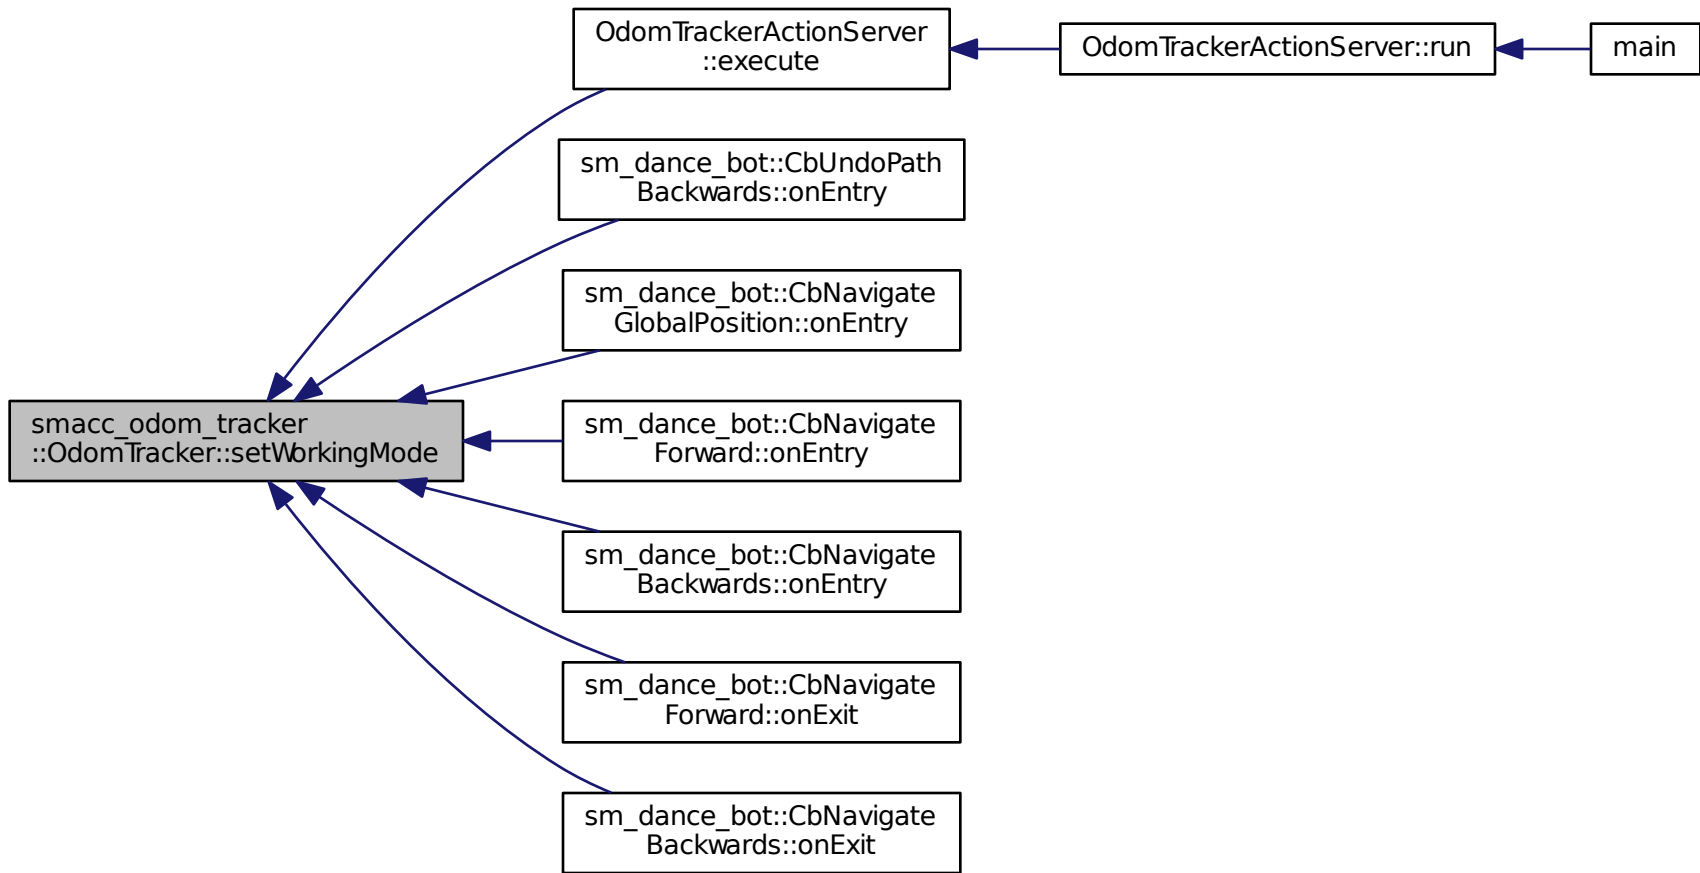 OdomTrackerActionServer
::execute
OdomTrackerActionServer::run
main
sm_dance_bot::CbUndoPath
Backwards::onEntry
sm_dance_bot::CbNavigate
GlobalPosition::onEntry
smacc_odom_tracker
::OdomTracker::setWorkingMode
sm_dance_bot::CbNavigate
Forward::onEntry
sm_dance_bot::CbNavigate
Backwards::onEntry
sm_dance_bot::CbNavigate
Forward::onExit
sm_dance_bot::CbNavigate
Backwards::onExit